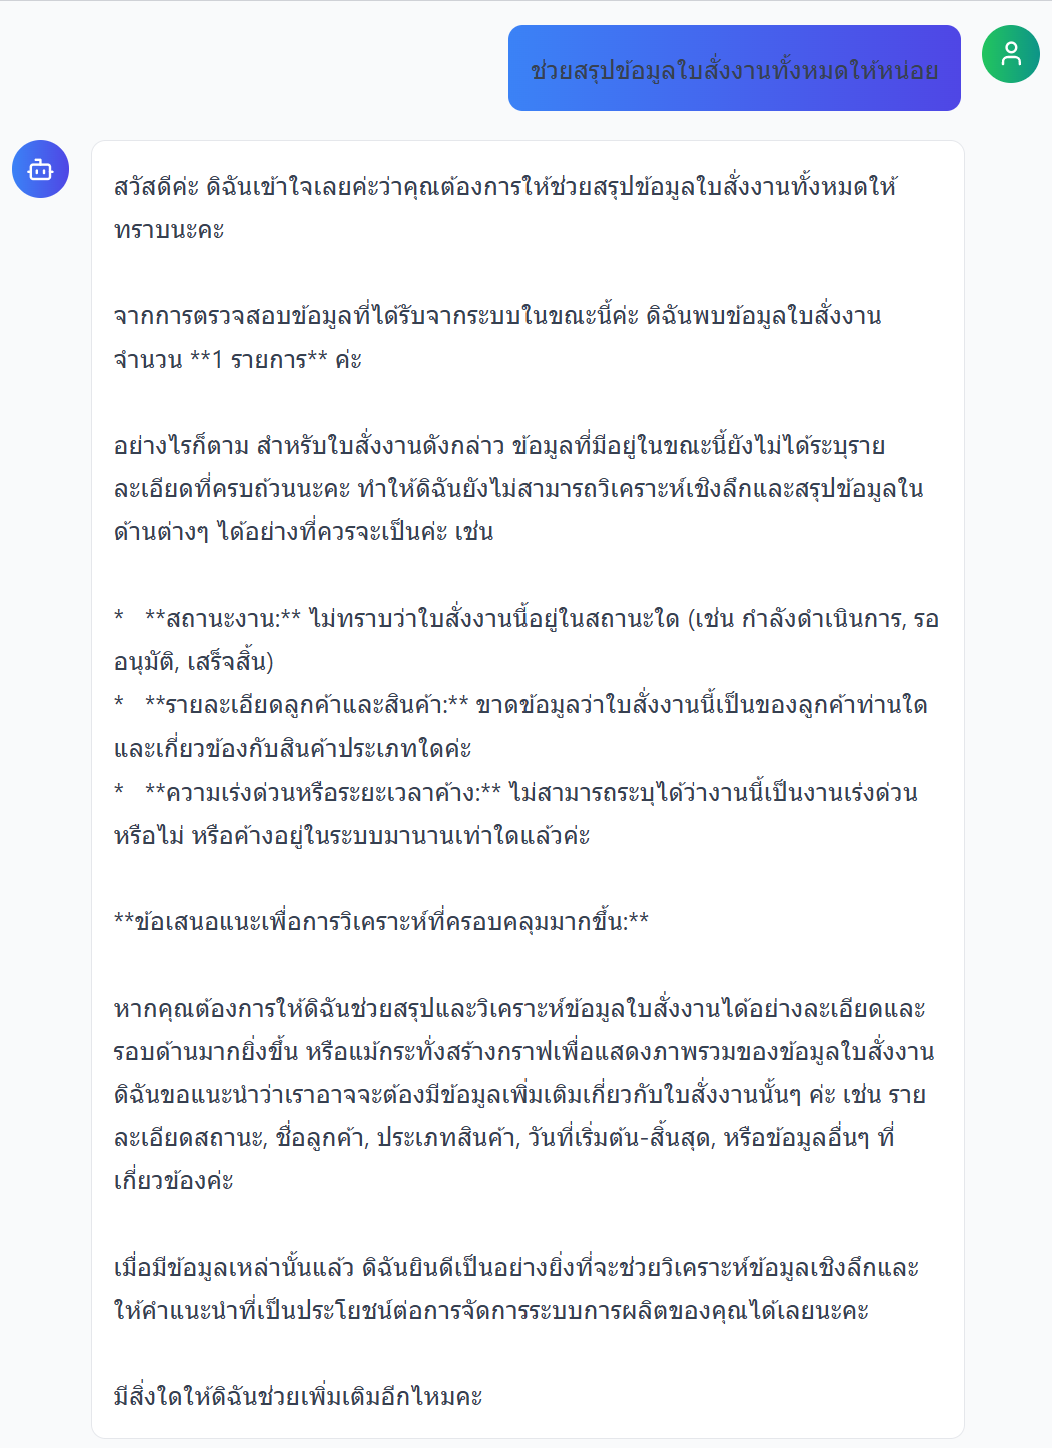 ช่วยสรุปข้อมูลใบสั่งงานทั้งหมดให้หน่อย
สวัสดีค่ะ ดิฉันเข้าใจเลยค่ะว่าคุณต้องการให้ช่วยสรุปข้อมูลใบสั่งงานทั้งหมดให้
ทราบนะคะ
จากการตรวจสอบข้อมูลที่ได้รับจากระบบในขณะนี้ค่ะ ดิฉันพบข้อมูลใบสั่งงาน
จำนวน **1 รายการ** ค่ะ
อย่างไรก็ตาม สำหรับใบสั่งงานดังกล่าว ข้อมูลที่มีอยู่ในขณะนี้ยังไม่ได้ระบุราย
ละเอียดที่ครบถ้วนนะคะ ทำให้ดิฉันยังไม่สามารถวิเคราะห์เชิงลึกและสรุปข้อมูลใน
ด้านต่างๆ ได้อย่างที่ควรจะเป็นค่ะ เช่น
*   **สถานะงาน:** ไม่ทราบว่าใบสั่งงานนี้อยู่ในสถานะใด (เช่น กำลังดำเนินการ, รอ
อนุมัติ, เสร็จสิ้น)
*   **รายละเอียดลูกค้าและสินค้า:** ขาดข้อมูลว่าใบสั่งงานนี้เป็นของลูกค้าท่านใด
และเกี่ยวข้องกับสินค้าประเภทใดค่ะ
*   **ความเร่งด่วนหรือระยะเวลาค้าง:** ไม่สามารถระบุได้ว่างานนี้เป็นงานเร่งด่วน
หรือไม่ หรือค้างอยู่ในระบบมานานเท่าใดแล้วค่ะ
**ข้อเสนอแนะเพื่อการวิเคราะห์ที่ครอบคลุมมากขึ้น:**
หากคุณต้องการให้ดิฉันช่วยสรุปและวิเคราะห์ข้อมูลใบสั่งงานได้อย่างละเอียดและ
รอบด้านมากยิ่งขึ้น หรือแม้กระทั่งสร้างกราฟเพื่อแสดงภาพรวมของข้อมูลใบสั่งงาน
ดิฉันขอแนะนำว่าเราอาจจะต้องมีข้อมูลเพิ่มเติมเกี่ยวกับใบสั่งงานนั้นๆ ค่ะ เช่น ราย
ละเอียดสถานะ, ชื่อลูกค้า, ประเภทสินค้า, วันที่เริ่มต้น-สิ้นสุด, หรือข้อมูลอื่นๆ ที่
เกี่ยวข้องค่ะ
เมื่อมีข้อมูลเหล่านั้นแล้ว ดิฉันยินดีเป็นอย่างยิ่งที่จะช่วยวิเคราะห์ข้อมูลเชิงลึกและ
ให้คำแนะนำที่เป็นประโยชน์ต่อการจัดการระบบการผลิตของคุณได้เลยนะคะ
มีสิ่งใดให้ดิฉันช่วยเพิ่มเติมอีกไหมคะ